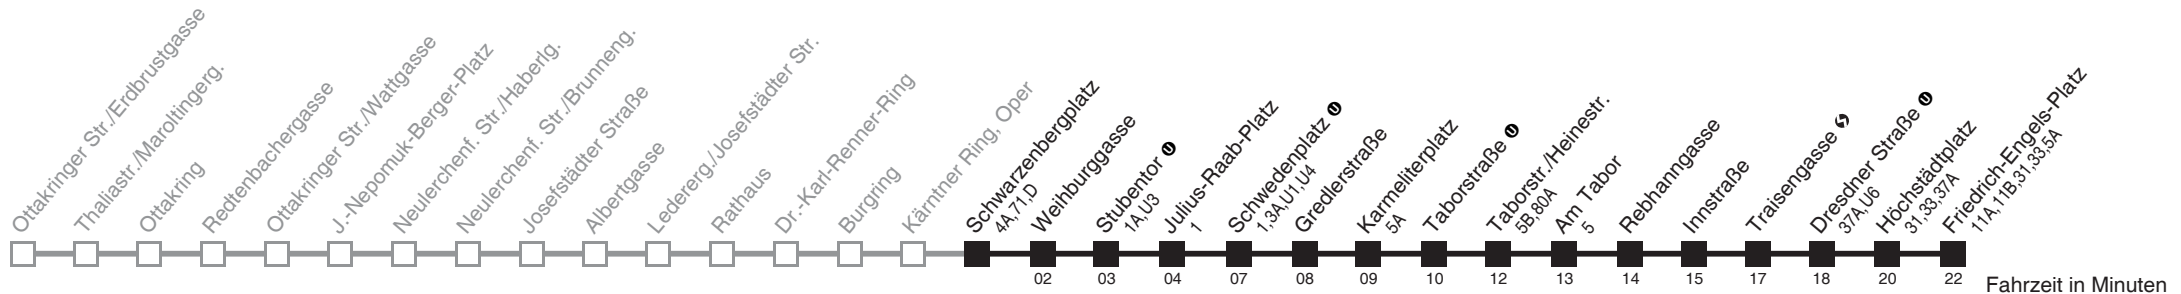 Ottakringer Str./Erdbrustgasse
Thaliastr./Maroltingerg.
Ottakring
Redtenbachergasse
Ottakringer Str./Wattgasse
J.-Nepomuk-Berger-Platz
Neulerchenf. Str./Haberlg.
Neulerchenf. Str./Brunneng.
Josefstädter Straße
Albertgasse
Ledererg./Josefstädter Str.
Rathaus
Dr.-Karl-Renner-Ring
Burgring
Kärntner Ring, Oper
Schwarzenbergplatz
4A,71,D
Weihburggasse
02
Stubentor U
1A,U3
03
Julius-Raab-Platz
1
04
Schwedenplatz U
1,3A,U1,U4
07
Gredlerstraße
08
Karmeliterplatz
5A
09
Taborstraße U
10
Taborstr./Heinestr.
5B,80A
12
Am Tabor
5
13
Rebhanngasse
14
Innstraße
15
Traisengasse S
17
Dresdner Straße U
37A,U6
18
Höchstädtplatz
31,33,37A
20
Friedrich-Engels-Platz
11A,11B,31,33,5A
22
Fahrzeit in Minuten